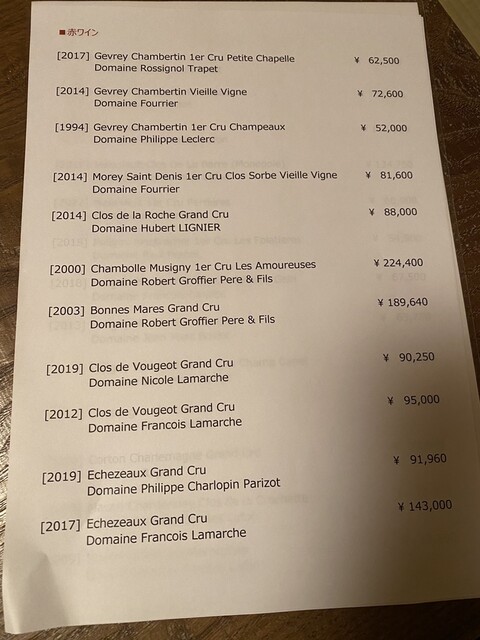 ■赤ワイン
[2017] Gevrey Chambertin 1er Cru Petite Chapelle ¥ 62,500
Domaine Rossignol Trapet
[2014] Gevrey Chambertin Vieille Vigne ¥ 72,600
Domaine Fourrier
[1994] Gevrey Chambertin 1er Cru Champeaux ¥ 52,000
Domaine Philippe Leclerc
[2014] Morey Saint Denis 1er Cru Clos Sorbe Vieille Vigne ¥ 81,600
Domaine Fourrier
[2014] Clos de la Roche Grand Cru ¥ 88,000
Domaine Hubert LIGNIER
[2000] Chambolle Musigny 1er Cru Les Amoureuses ¥ 224,400
Domaine Robert Groffier Pere & Fils
[2003] Bonnes Mares Grand Cru ¥ 189,640
Domaine Robert Groffier Pere & Fils
[2019] Clos de Vougeot Grand Cru ¥ 90,250
Domaine Nicole Lamarche
[2012] Clos de Vougeot Grand Cru ¥ 95,000
Domaine Francois Lamarche
[2019] Echezeaux Grand Cru ¥ 91,960
Domaine Philippe Charlopin Parizot
[2017] Echezeaux Grand Cru ¥ 143,000
Domaine Francois Lamarche